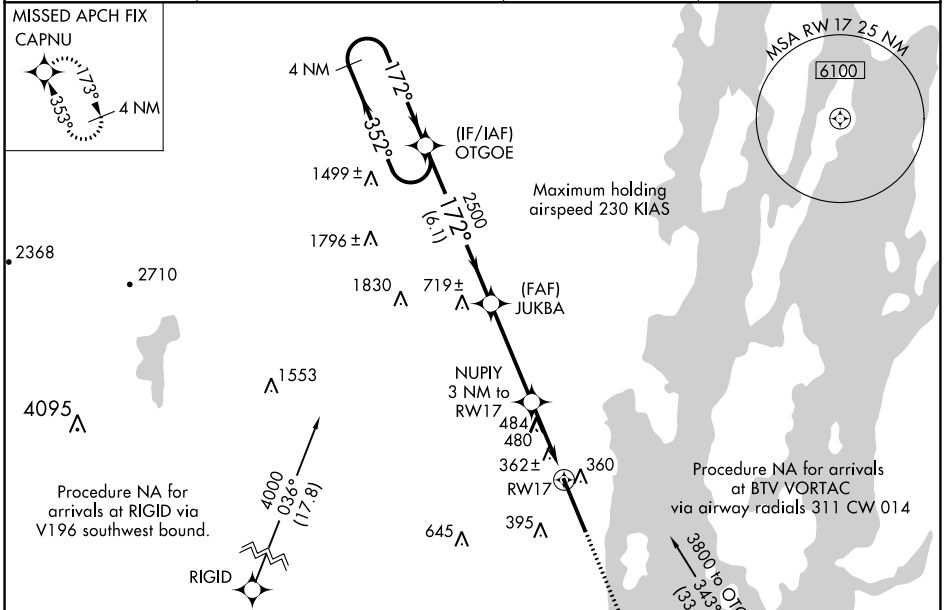 MISSED APCH FIX
CAPNU
173°
353°
4 NM
4 NM
172°
352°
(IF/IAF)
OTGOE
MSA RW 17 25 NM
6100
1499 ±
2500
172°
(6.1)
Maximum holding
airspeed 230 KIAS
1796 ±
2368
2710
1830
719 ±
(FAF)
JUKBA
NUPIY
3 NM to
RW17
1553
4095
484
480
362 ±
360
RW17
Procedure NA for
arrivals at RIGID via
V196 southwest bound.
4000
036°
(17.8)
RIGID
645
395
Procedure NA for arrivals
at BTV VORTAC
via airway radials 311 CW 014
3800 to
343°